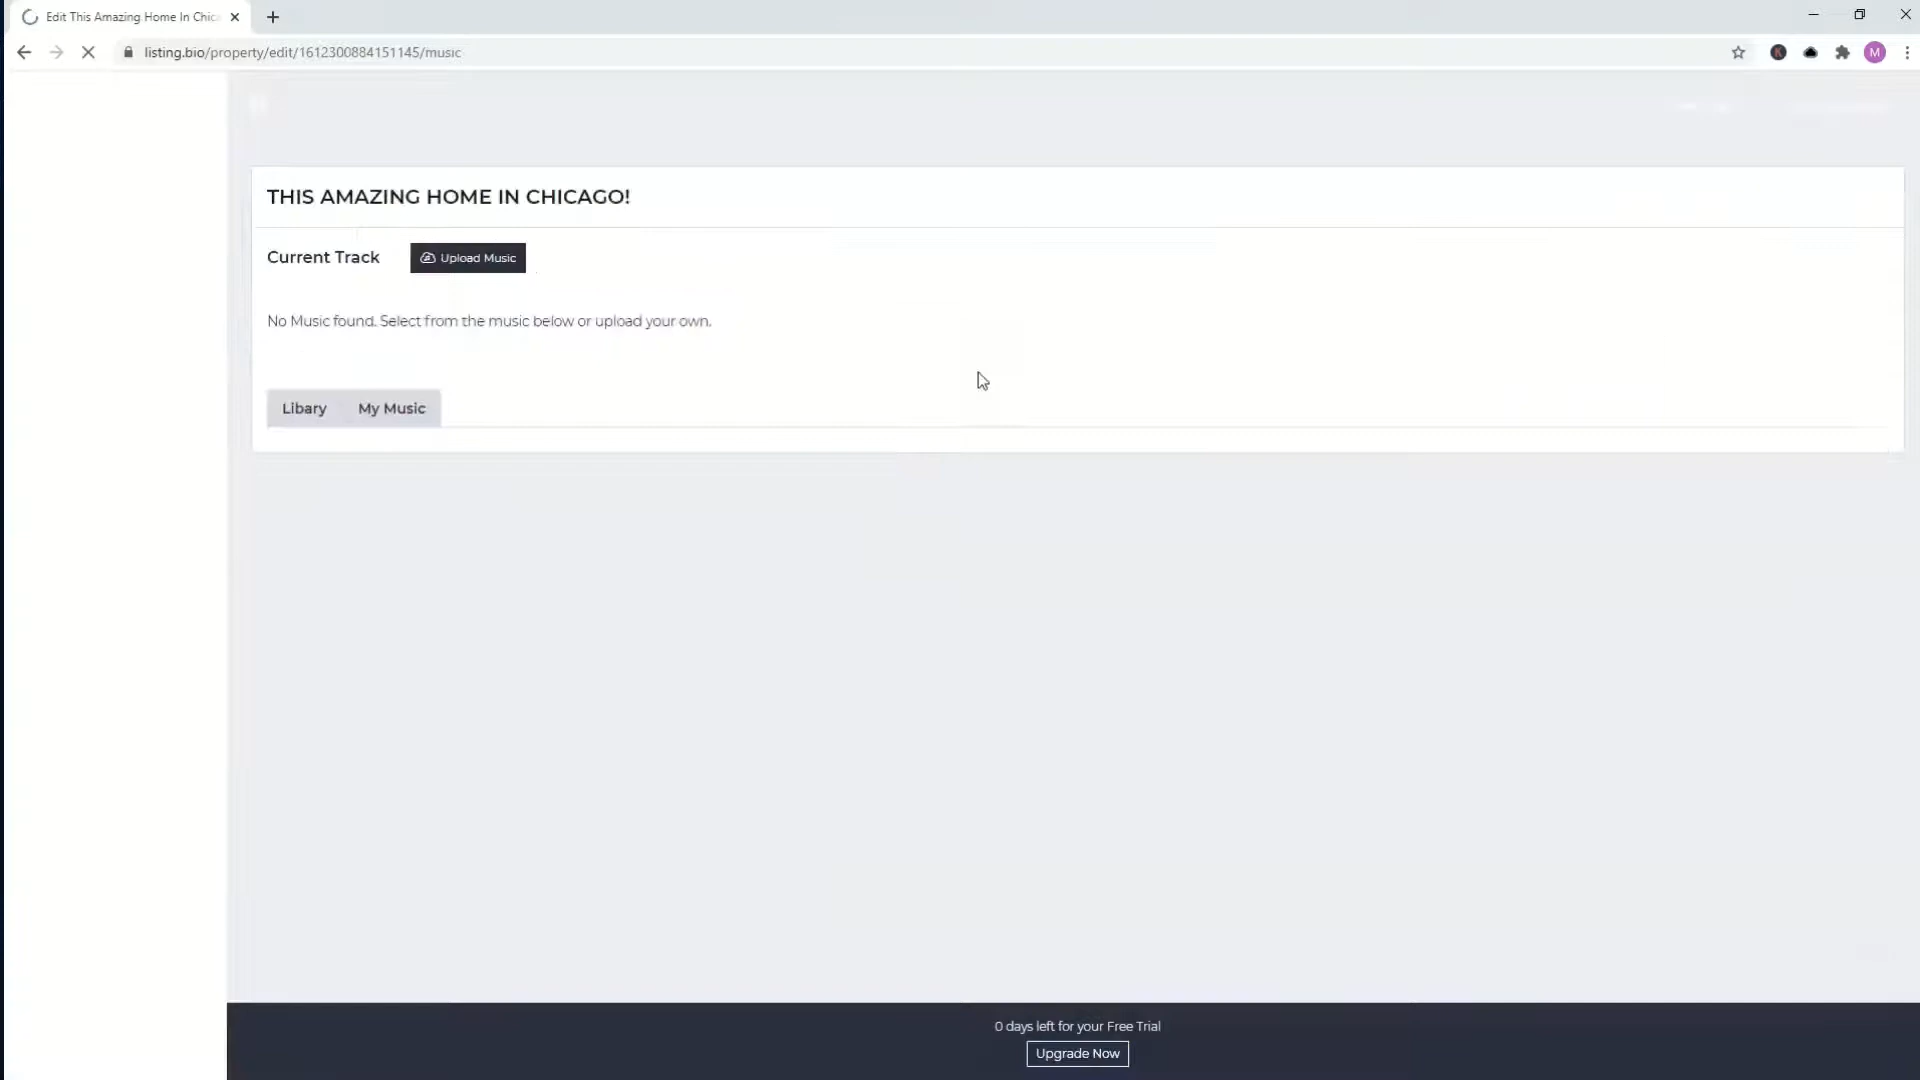 Edit This Amazing Home In Chic
listing.bio/property/edit/1612300884151145/music
M
THIS AMAZING HOME IN CHICAGO!
Current Track
Upload Music
No Music found. Select from the music below or upload your own.
Libary
My Music
0 days left for your Free Trial
Upgrade Now